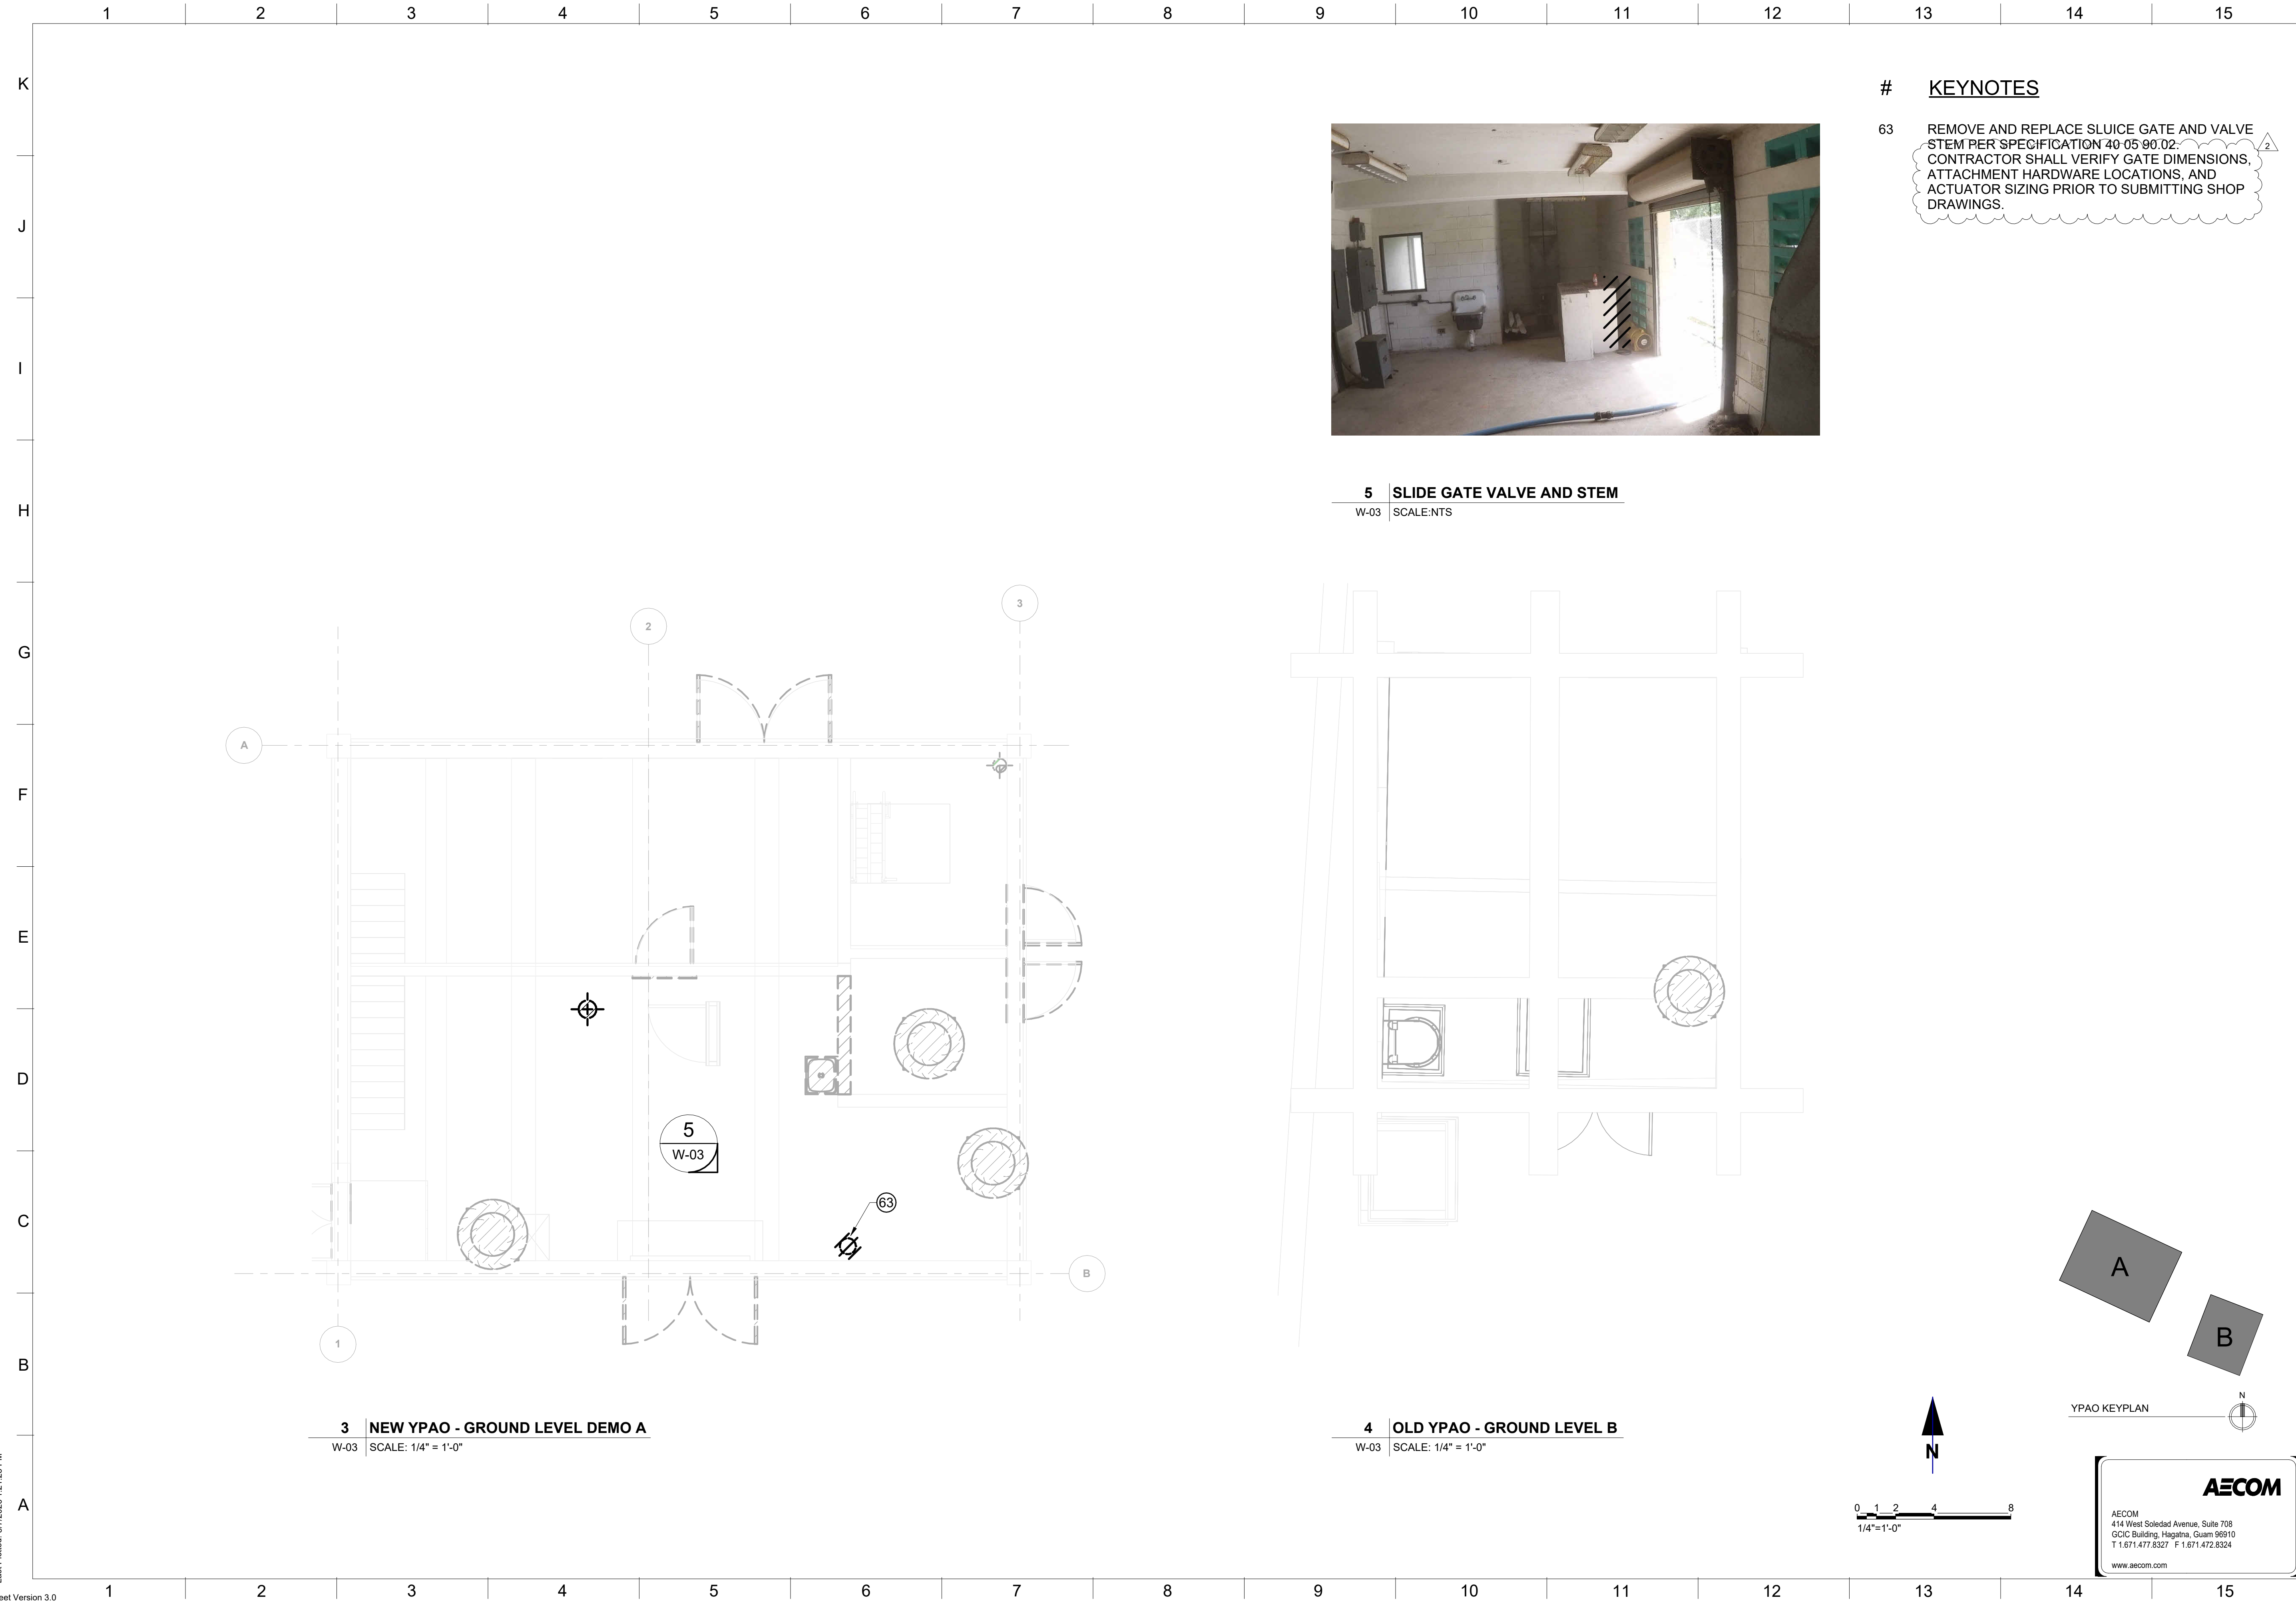 1 2 3 4 5 6 7 8 9 10 11 12 13 14 15
K
J
I
H
G
F
E
D
C
B
A
# KEYNOTES
63 REMOVE AND REPLACE SLUICE GATE AND VALVE
STEM PER SPECIFICATION 40 05 90.02.
CONTRACTOR SHALL VERIFY GATE DIMENSIONS,
ATTACHMENT HARDWARE LOCATIONS, AND
ACTUATOR SIZING PRIOR TO SUBMITTING SHOP
DRAWINGS.
2
5 SLIDE GATE VALVE AND STEM
W-03 SCALE:NTS
3
2
A
5
W-03
63
B
1
3 NEW YPAO - GROUND LEVEL DEMO A
W-03 SCALE: 1/4" = 1'-0"
4 OLD YPAO - GROUND LEVEL B
W-03 SCALE: 1/4" = 1'-0"
A
B
N
YPAO KEYPLAN
N
0 1 2 4 8
1/4"=1'-0"
AECOM
AECOM
414 West Soledad Avenue, Suite 708
GCIC Building, Hagatna, Guam 96910
T 1.671.477.8327 F 1.671.472.8324
www.aecom.com
1 2 3 4 5 6 7 8 9 10 11 12 13 14 15
eet Version 3.0